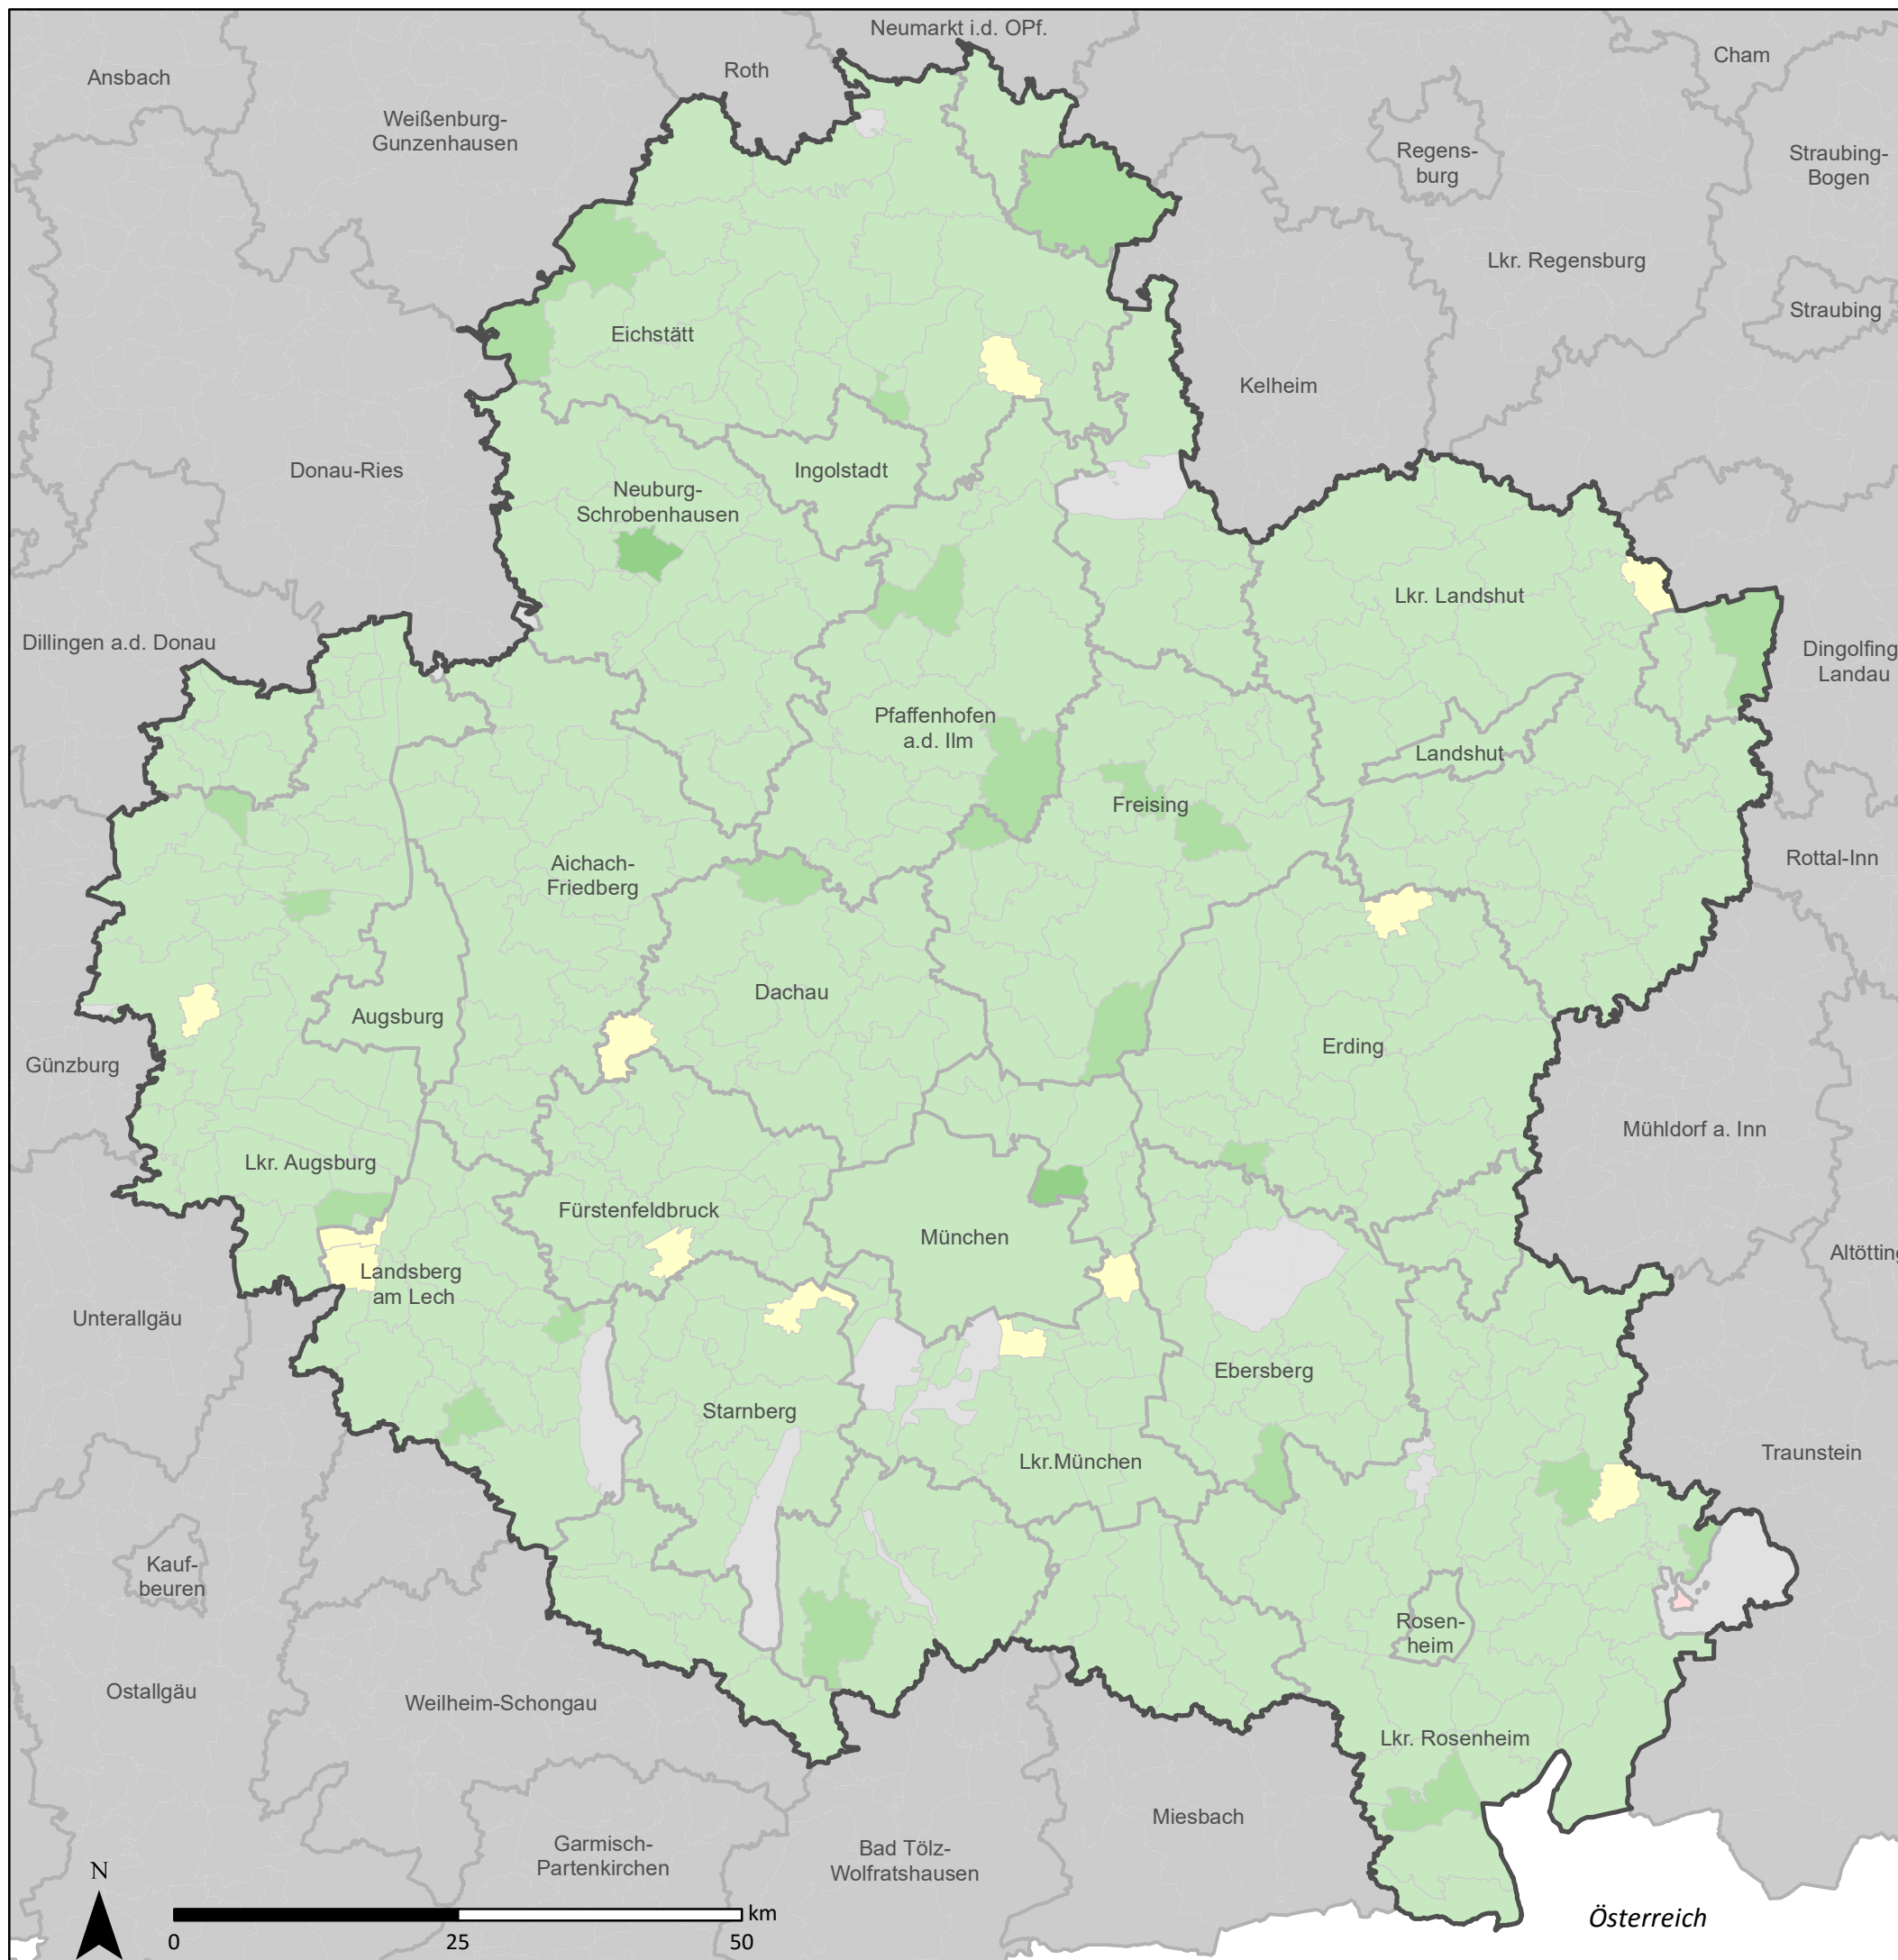 Neumarkt i.d. OPf.
Cham
Roth
Ansbach
Weißenburg-
Gunzenhausen
Regens-
burg
Straubing-
Bogen
Lkr. Regensburg
Straubing
Eichstätt
Kelheim
Donau-Ries
Ingolstadt
Neuburg-
Schrobenhausen
Lkr. Landshut
Dillingen a.d. Donau
Dingolfing
Landau
Pfaffenhofen
a.d. Ilm
Landshut
Freising
Aichach-
Friedberg
Rottal-Inn
Dachau
Augsburg
Erding
Günzburg
Mühldorf a. Inn
Lkr. Augsburg
Fürstenfeldbruck
München
Altötting
Landsberg
am Lech
Unterallgäu
Ebersberg
Starnberg
Lkr.München
Traunstein
Kauf-
beuren
Rosen-
heim
Ostallgäu
Weilheim-Schongau
Lkr. Rosenheim
Miesbach
Garmisch-
Partenkirchen
Bad Tölz-
Wolfratshausen
N
km
Österreich
0 25 50